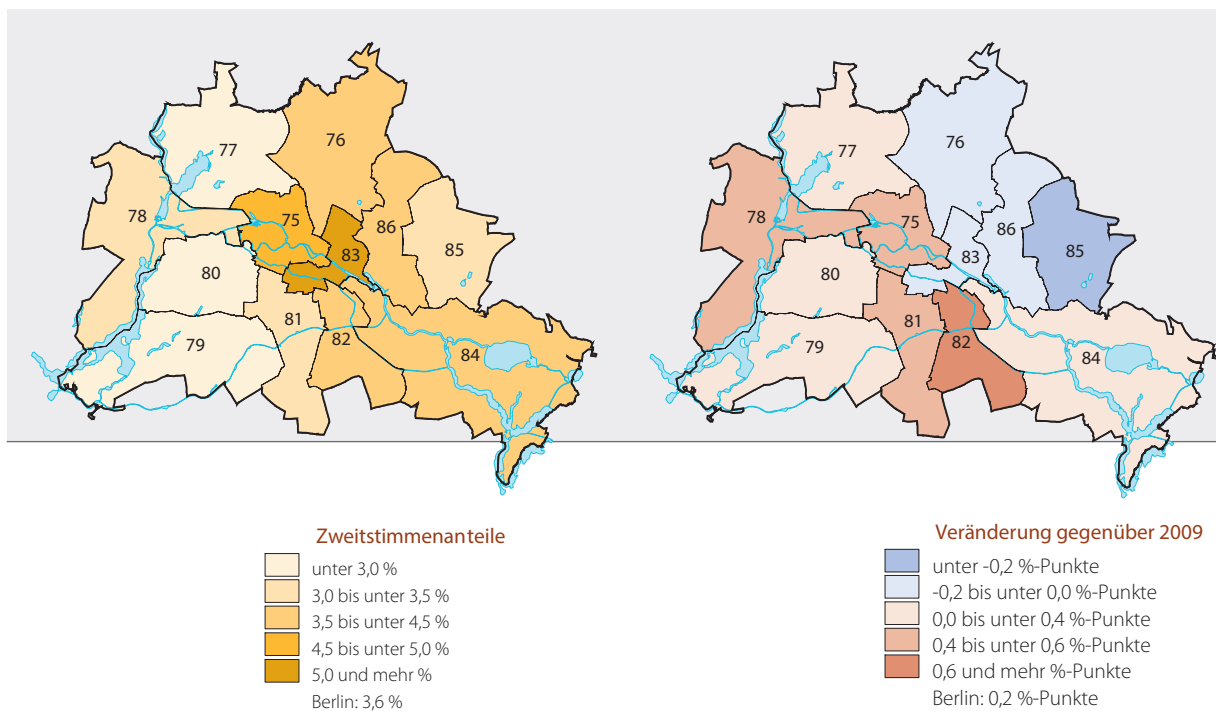 76
77
78
75
86
83
85
80
81
79
82
84
Zweitstimmenanteile
unter 3,0 %
3,0 bis unter 3,5 %
3,5 bis unter 4,5 %
4,5 bis unter 5,0 %
5,0 und mehr %
Berlin: 3,6 %
76
77
78
75
86
83
85
80
81
79
82
84
Veränderung gegenüber 2009
unter -0,2 %-Punkte
-0,2 bis unter 0,0 %-Punkte
0,0 bis unter 0,4 %-Punkte
0,4 bis unter 0,6 %-Punkte
0,6 und mehr %-Punkte
Berlin: 0,2 %-Punkte